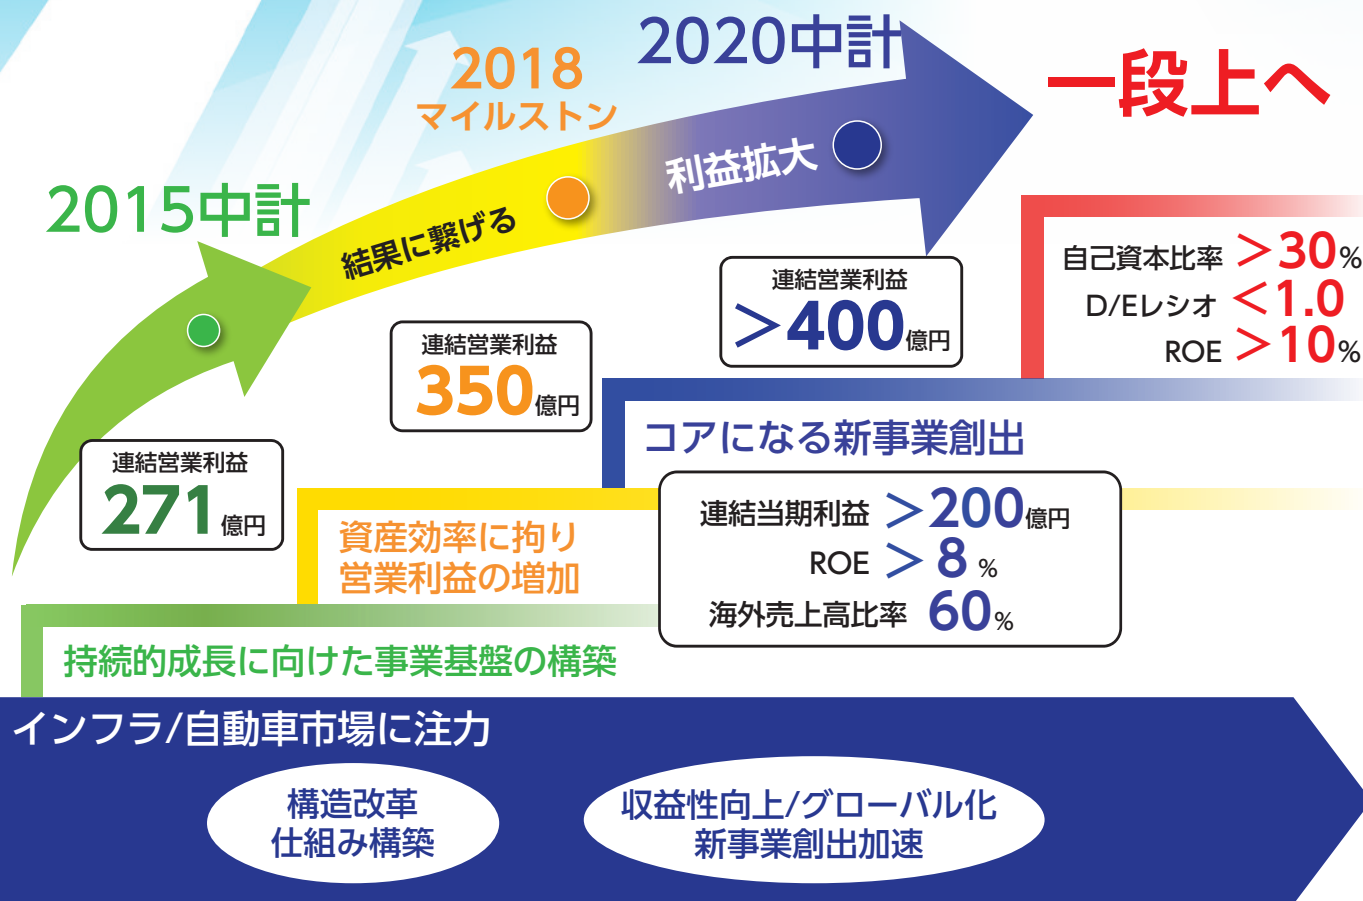 2020中計
一段上へ
2018
マイルストン
利益拡大
2015中計
結果に繋げる
自己資本比率 ＞30%
D/Eレシオ ＜1.0
ROE ＞10%
連結営業利益
＞400億円
連結営業利益
350億円
コアになる新事業創出
連結営業利益
271億円
連結当期利益 ＞200億円
ROE ＞8%
海外売上高比率 60%
資産効率に拘り
営業利益の増加
持続的成長に向けた事業基盤の構築
インフラ/自動車市場に注力
構造改革
仕組み構築
収益性向上/グローバル化
新事業創出加速